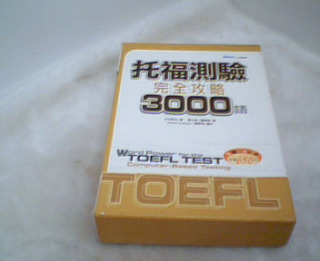 托福測驗
完全攻略
3000語
Word Power for the
TOEFL TEST
Computer-Based Testing
TOEFL